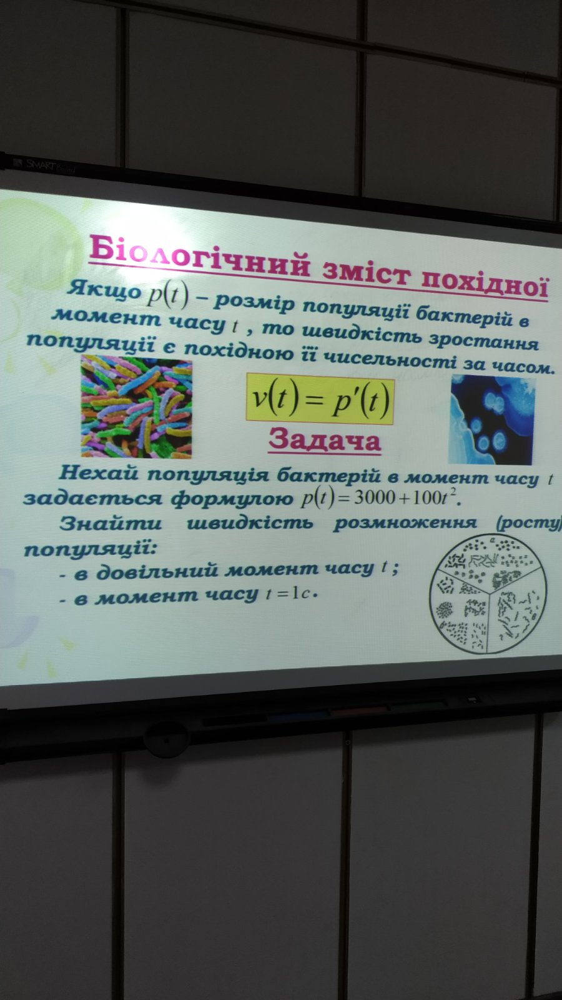 SMART Board
Біологічний зміст похідної
Якщо p(t) – розмір популяції бактерій в
момент часу t , то швидкість зростання
популяції є похідною її чисельності за часом.
v(t) = p′(t)
Задача
Нехай популяція бактерій в момент часу t
задається формулою p(t) = 3000 + 100t².
Знайти швидкість розмноження (росту)
популяції:
- в довільний момент часу t ;
- в момент часу t = 1c.
а